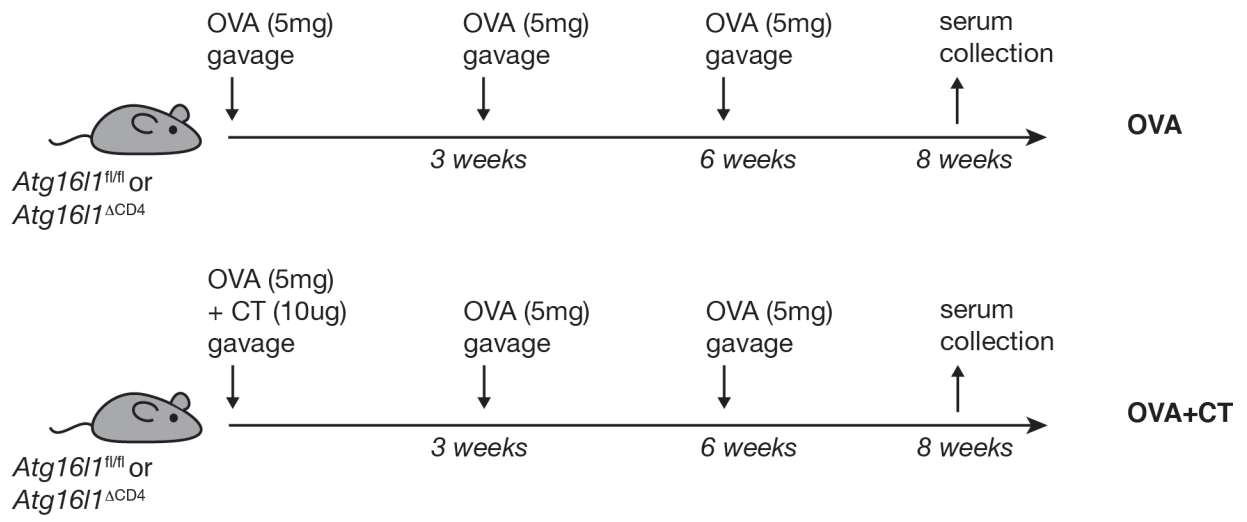 OVA (5mg)
gavage
OVA (5mg)
gavage
OVA (5mg)
gavage
serum
collection
OVA
3 weeks
6 weeks
8 weeks
Atg16l1fl/fl or
Atg16l1ΔCD4
OVA (5mg)
+ CT (10ug)
gavage
OVA (5mg)
gavage
OVA (5mg)
gavage
serum
collection
OVA+CT
3 weeks
6 weeks
8 weeks
Atg16l1fl/fl or
Atg16l1ΔCD4